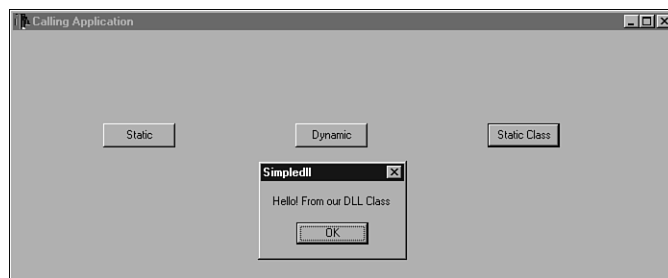 Calling Application
Static
Dynamic
Static Class
Simpledll
Hello! From our DLL Class
OK